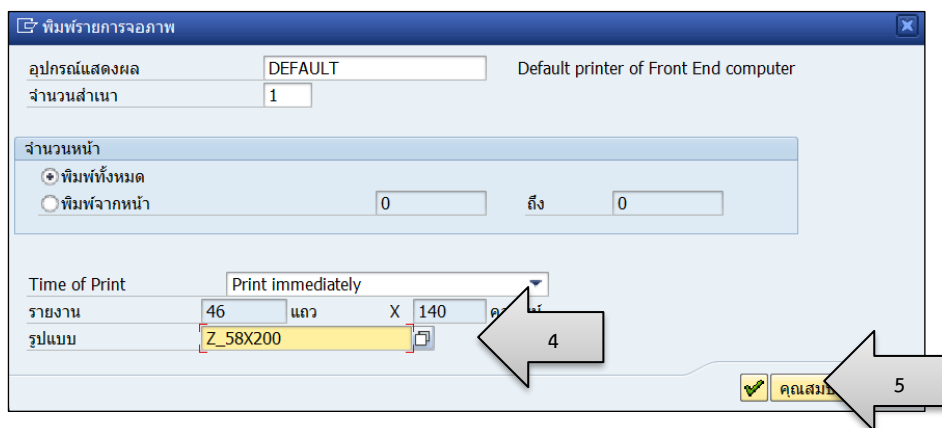 พิมพ์รายการจอภาพ
อุปกรณ์แสดงผล DEFAULT Default printer of Front End computer
จำนวนสำเนา 1
จำนวนหน้า
พิมพ์ทั้งหมด
พิมพ์จากหน้า 0 ถึง 0
Time of Print Print immediately
รายงาน 46 แถว X 140
รูปแบบ Z_58X200 4
5